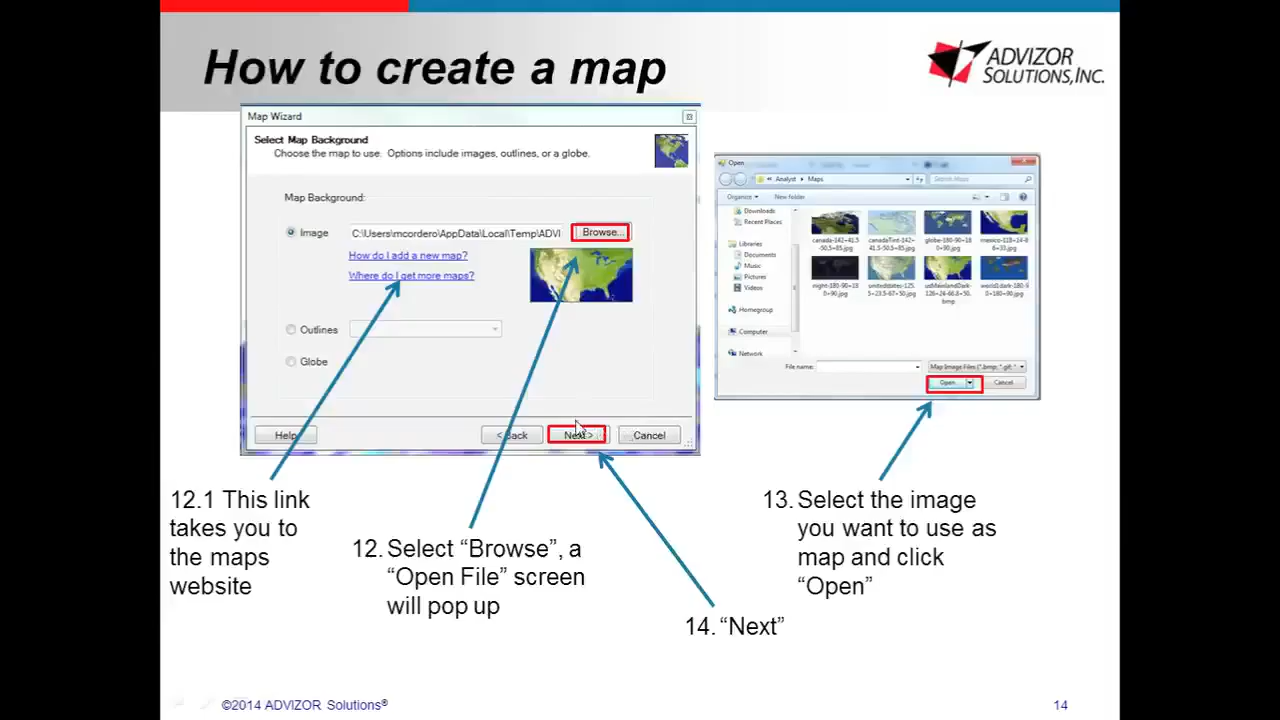 How to create a map
ADVIZOR
SOLUTIONS, INC.
Map Wizard
Select Map Background
Choose the map to use. Options include images, outlines, or a globe.
Map Background:
Image
C:\Users\mcordero\AppData\Local\Temp\ADVI
Browse...
How do I add a new map?
Where do I get more maps?
Outlines
Globe
Help
< Back
Next >
Cancel
Open
Analyst
Maps
Search Maps
Organize
New folder
Downloads
Recent Places
Libraries
Documents
Music
Pictures
Videos
Homegroup
Computer
Network
File name:
Open
Cancel
12.1 This link
takes you to
the maps
website
12. Select “Browse”, a
“Open File” screen
will pop up
13. Select the image
you want to use as
map and click
“Open”
14. “Next”
©2014 ADVIZOR Solutions®
14